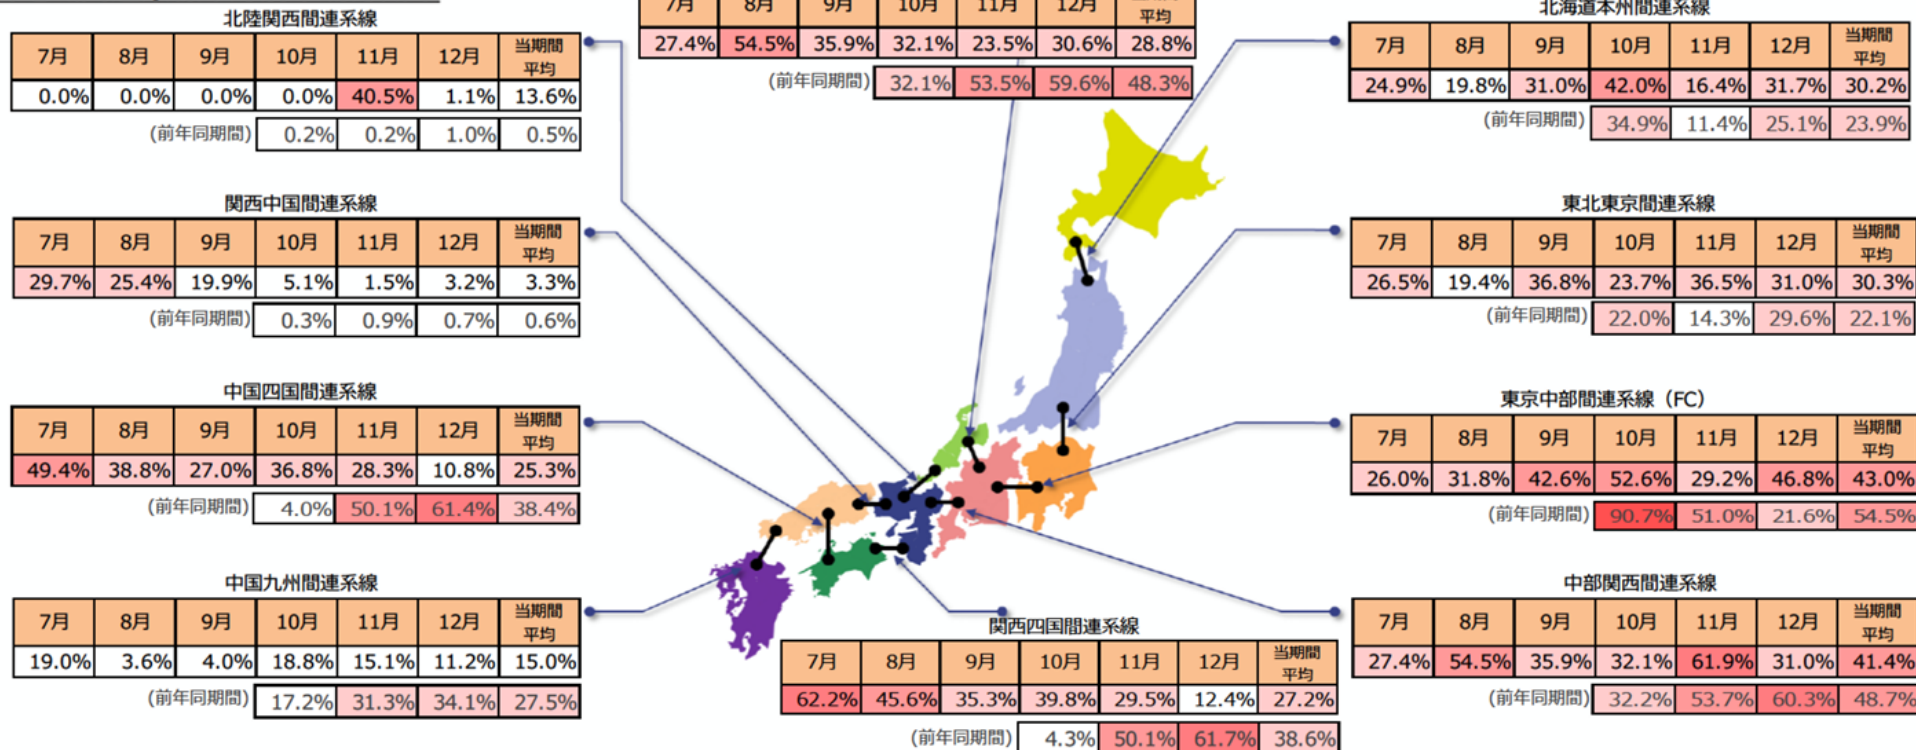 北陸関西間連系線
7月 8月 9月 10月 11月 12月 当期間平均
0.0% 0.0% 0.0% 0.0% 40.5% 1.1% 13.6%
(前年同期間) 0.2% 0.2% 1.0% 0.5%
関西中国間連系線
7月 8月 9月 10月 11月 12月 当期間平均
29.7% 25.4% 19.9% 5.1% 1.5% 3.2% 3.3%
(前年同期間) 0.3% 0.9% 0.7% 0.6%
中国四国間連系線
7月 8月 9月 10月 11月 12月 当期間平均
49.4% 38.8% 27.0% 36.8% 28.3% 10.8% 25.3%
(前年同期間) 4.0% 50.1% 61.4% 38.4%
中国九州間連系線
7月 8月 9月 10月 11月 12月 当期間平均
19.0% 3.6% 4.0% 18.8% 15.1% 11.2% 15.0%
(前年同期間) 17.2% 31.3% 34.1% 27.5%
7月 8月 9月 10月 11月 12月 平均
27.4% 54.5% 35.9% 32.1% 23.5% 30.6% 28.8%
(前年同期間) 32.1% 53.5% 59.6% 48.3%
関西四国間連系線
7月 8月 9月 10月 11月 12月 当期間平均
62.2% 45.6% 35.3% 39.8% 29.5% 12.4% 27.2%
(前年同期間) 4.3% 50.1% 61.7% 38.6%
北海道本州間連系線
7月 8月 9月 10月 11月 12月 当期間平均
24.9% 19.8% 31.0% 42.0% 16.4% 31.7% 30.2%
(前年同期間) 34.9% 11.4% 25.1% 23.9%
東北東京間連系線
7月 8月 9月 10月 11月 12月 当期間平均
26.5% 19.4% 36.8% 23.7% 36.5% 31.0% 30.3%
(前年同期間) 22.0% 14.3% 29.6% 22.1%
東京中部間連系線（FC）
7月 8月 9月 10月 11月 12月 当期間平均
26.0% 31.8% 42.6% 52.6% 29.2% 46.8% 43.0%
(前年同期間) 90.7% 51.0% 21.6% 54.5%
中部関西間連系線
7月 8月 9月 10月 11月 12月 当期間平均
27.4% 54.5% 35.9% 32.1% 61.9% 31.0% 41.4%
(前年同期間) 32.2% 53.7% 60.3% 48.7%